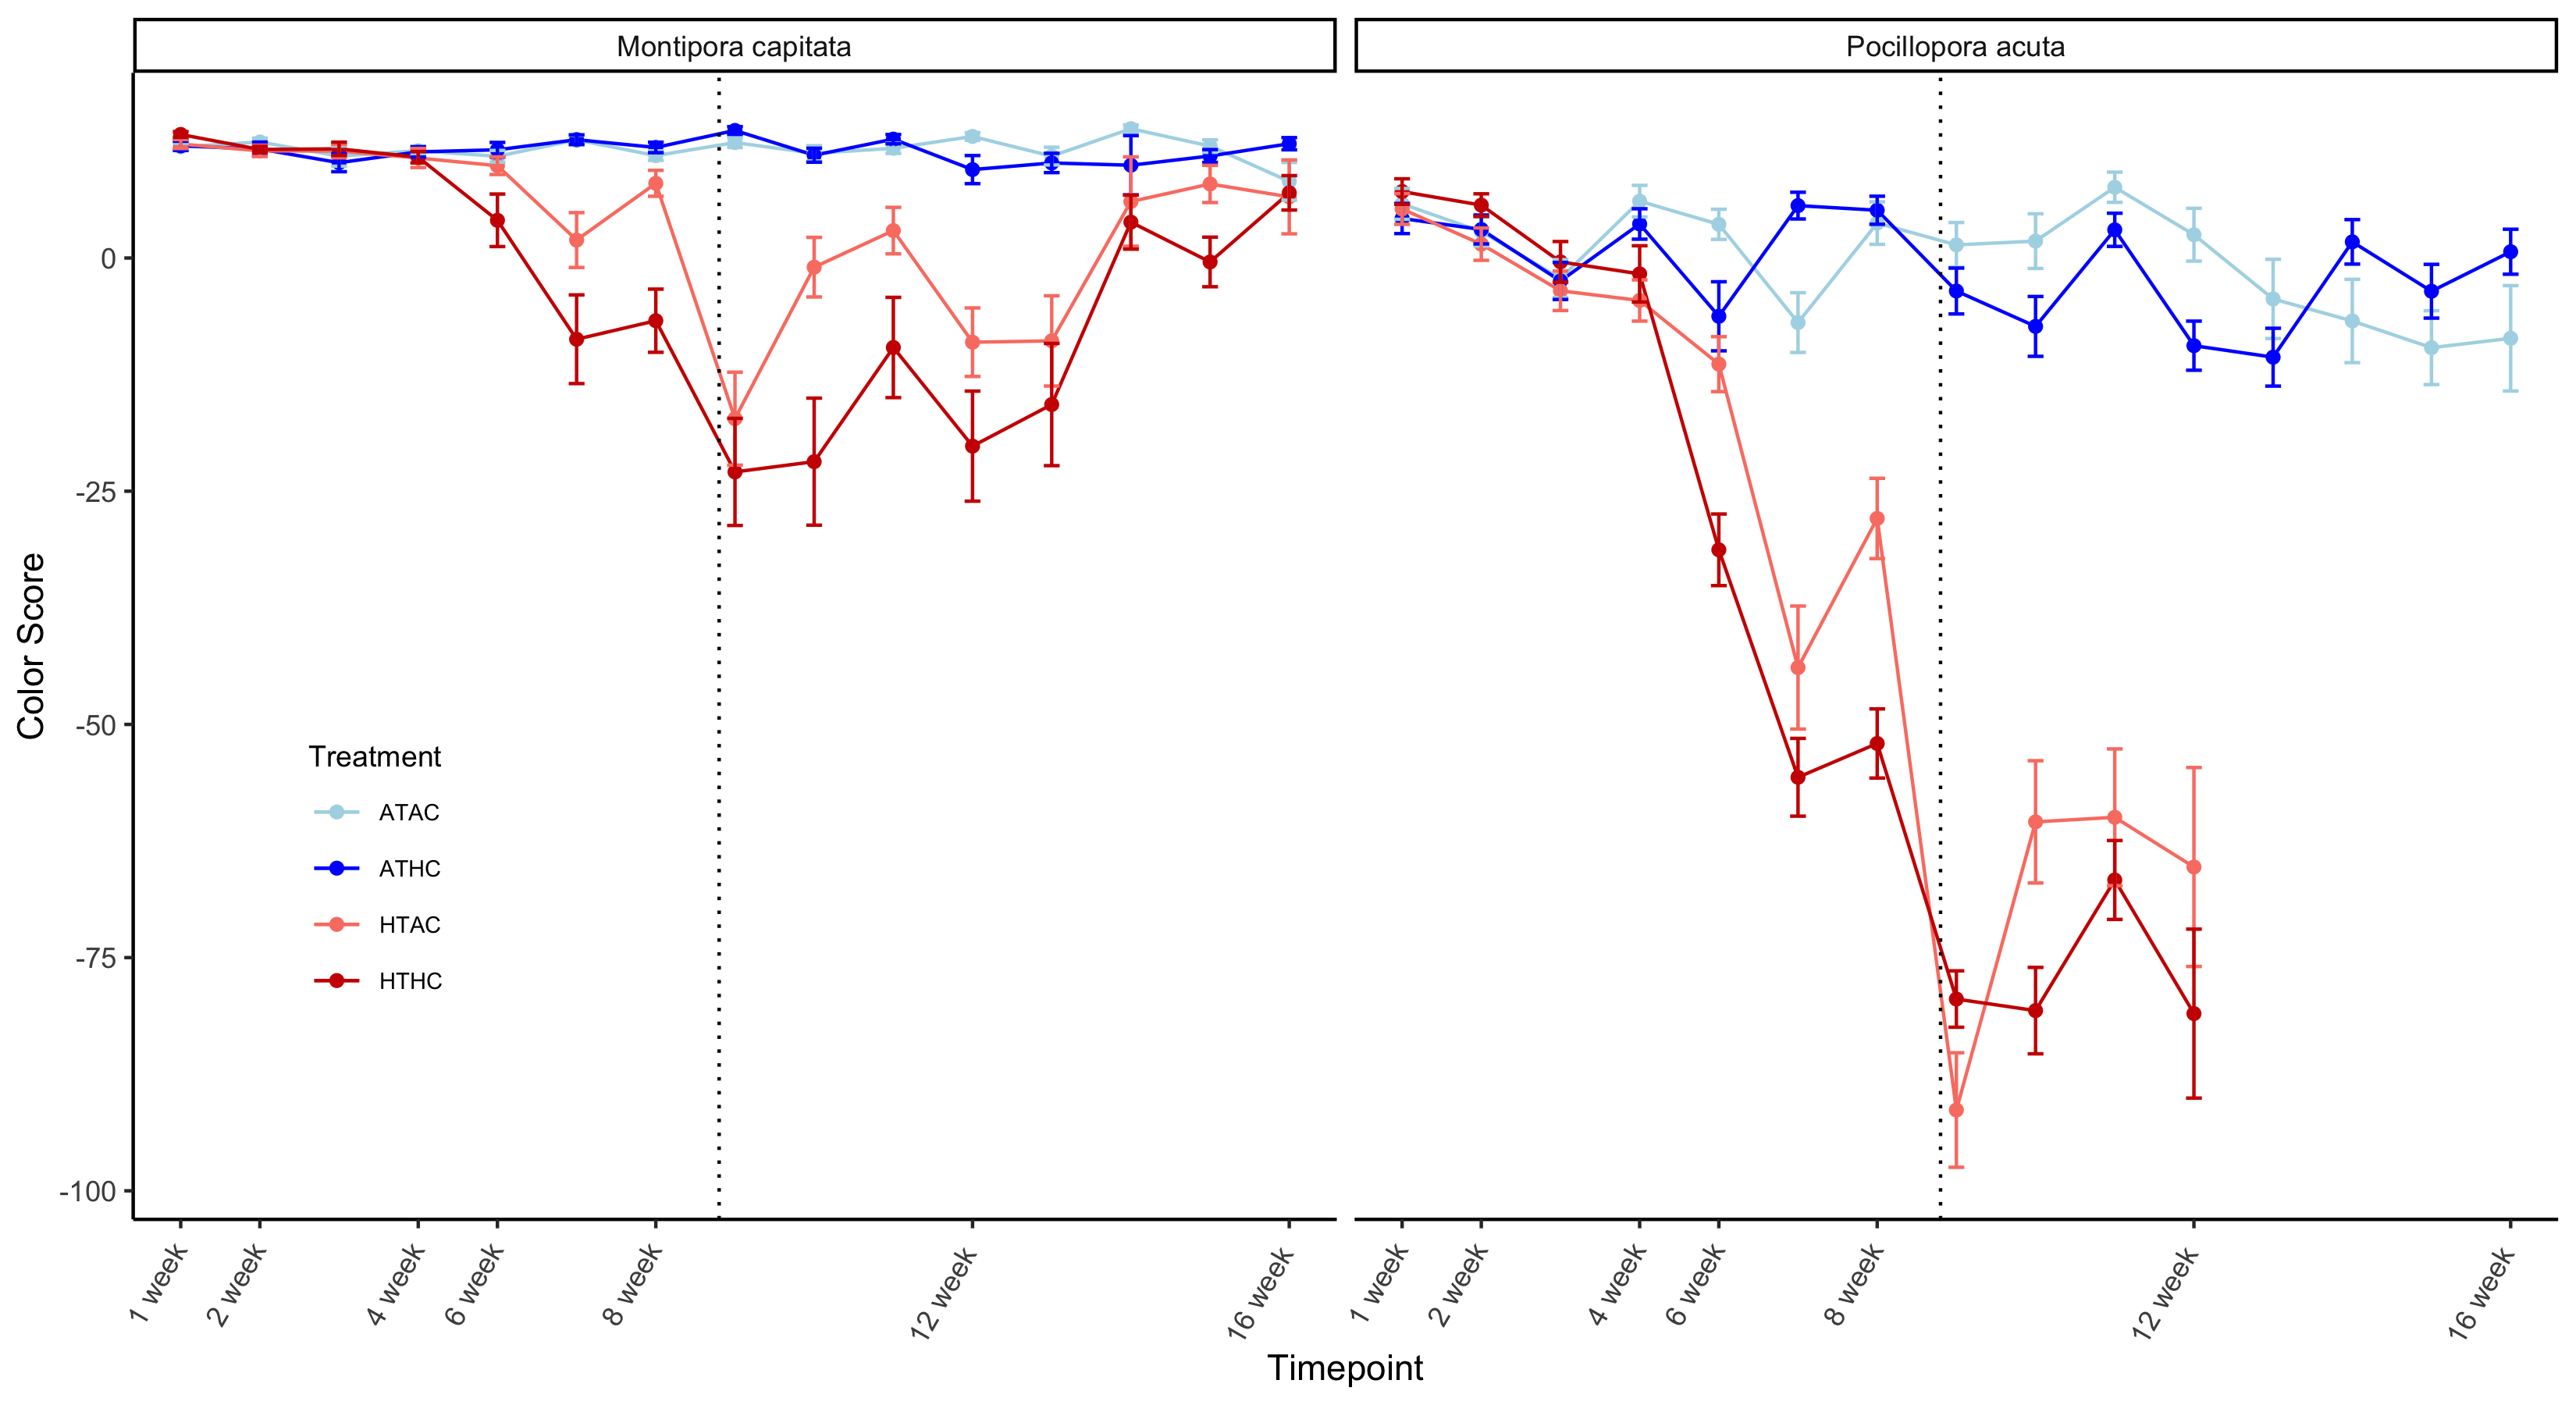 Montipora capitata
Pocillopora acuta
Color Score
0
-25
-50
-75
-100
Treatment
ATAC
ATHC
HTAC
HTHC
1 week
2 week
4 week
6 week
8 week
12 week
16 week
1 week
2 week
4 week
6 week
8 week
12 week
16 week
Timepoint